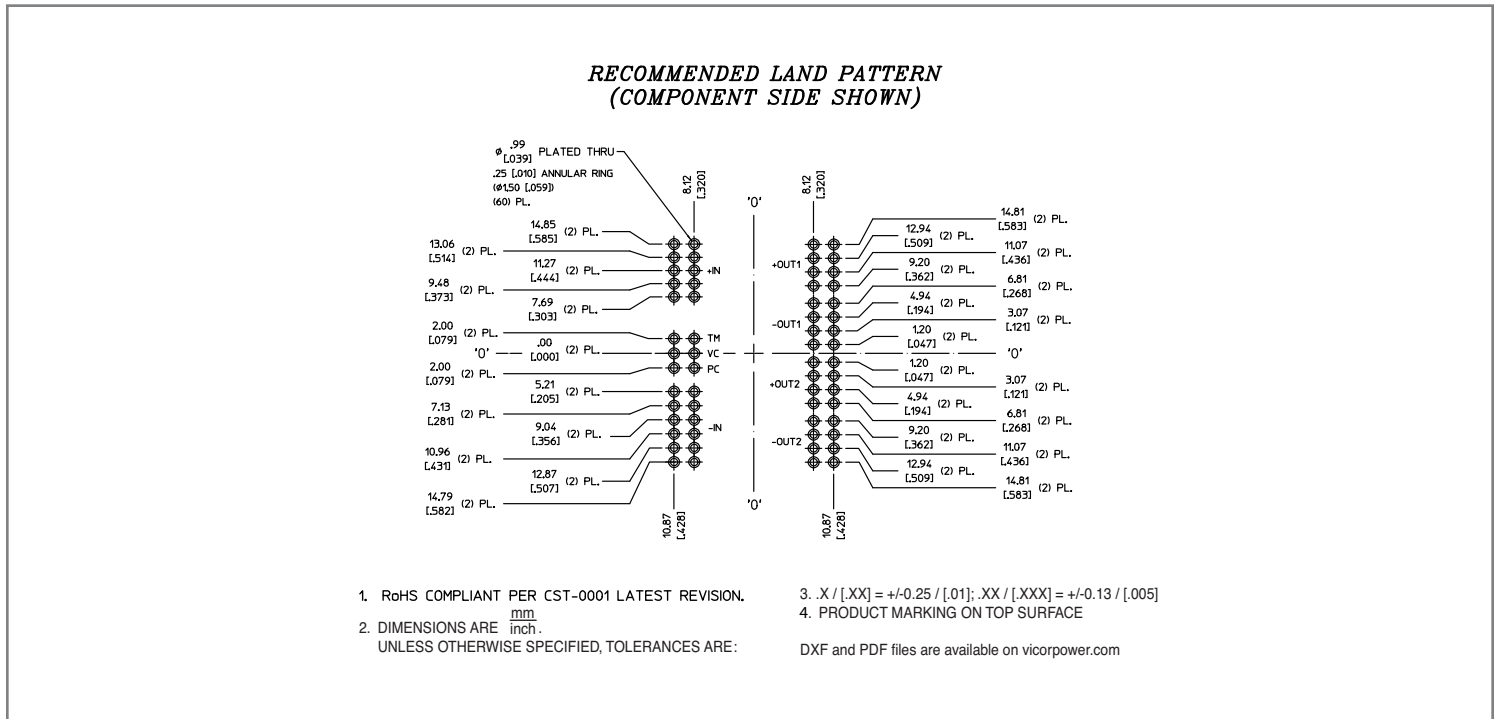 RECOMMENDED LAND PATTERN
(COMPONENT SIDE SHOWN)
ø .99
[.039] PLATED THRU
.25 [.010] ANNULAR RING
(ø1.50 [.059])
(60) PL.
8.12
[.320]
'0'
8.12
[.320]
14.85
[.585] (2) PL.
13.06
[.514] (2) PL.
11.27
[.444] (2) PL.
9.48
[.373] (2) PL.
7.69
[.303] (2) PL.
2.00
[.079] (2) PL.
'0'
.00
[.000] (2) PL.
2.00
[.079] (2) PL.
5.21
[.205] (2) PL.
7.13
[.281] (2) PL.
9.04
[.356] (2) PL.
10.96
[.431] (2) PL.
12.87
[.507] (2) PL.
14.79
[.582] (2) PL.
+IN
TM
VC
PC
-IN
10.87
[.428]
'0'
+OUT1
-OUT1
+OUT2
-OUT2
10.87
[.428]
14.81
[.583] (2) PL.
12.94
[.509] (2) PL.
11.07
[.436] (2) PL.
9.20
[.362] (2) PL.
6.81
[.268] (2) PL.
4.94
[.194] (2) PL.
3.07
[.121] (2) PL.
1.20
[.047] (2) PL.
'0'
1.20
[.047] (2) PL.
3.07
[.121] (2) PL.
4.94
[.194] (2) PL.
6.81
[.268] (2) PL.
9.20
[.362] (2) PL.
11.07
[.436] (2) PL.
12.94
[.509] (2) PL.
14.81
[.583] (2) PL.
1. RoHS COMPLIANT PER CST-0001 LATEST REVISION.
2. DIMENSIONS ARE mm
inch.
UNLESS OTHERWISE SPECIFIED, TOLERANCES ARE:
3. .X / [.XX] = +/-0.25 / [.01]; .XX / [.XXX] = +/-0.13 / [.005]
4. PRODUCT MARKING ON TOP SURFACE
DXF and PDF files are available on vicorpower.com